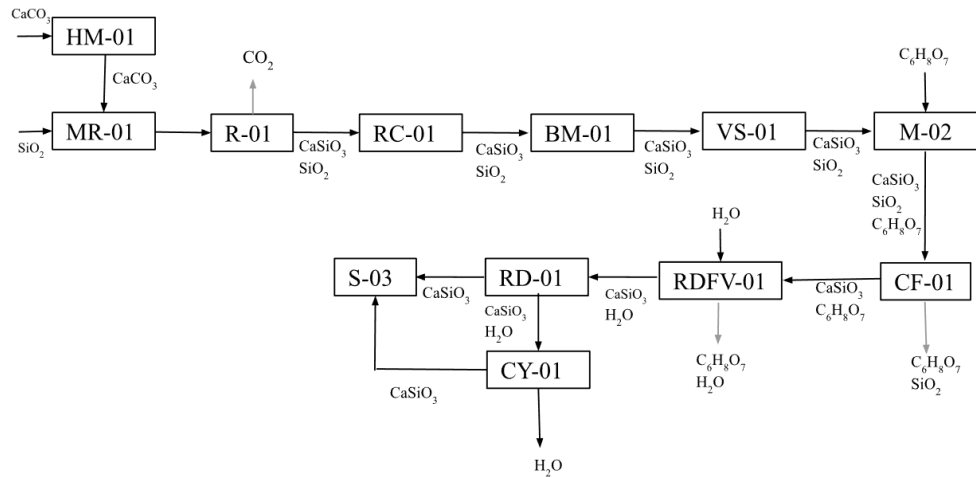 CaCO₃
HM-01
CaCO₃
CO₂
C₆H₈O₇
SiO₂
MR-01
R-01
CaSiO₃
SiO₂
RC-01
CaSiO₃
SiO₂
BM-01
CaSiO₃
SiO₂
VS-01
CaSiO₃
SiO₂
M-02
CaSiO₃
SiO₂
C₆H₈O₇
H₂O
S-03
CaSiO₃
RD-01
CaSiO₃
H₂O
RDFV-01
CaSiO₃
C₆H₈O₇
CF-01
CaSiO₃
H₂O
C₆H₈O₇
H₂O
C₆H₈O₇
SiO₂
CaSiO₃
CY-01
H₂O